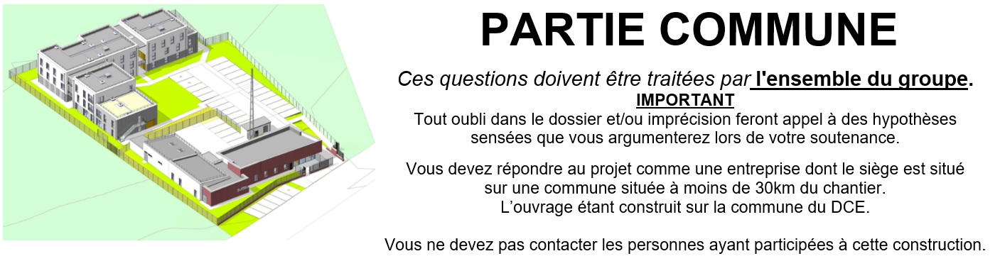 PARTIE COMMUNE
Ces questions doivent être traitées par l'ensemble du groupe.
IMPORTANT
Tout oubli dans le dossier et/ou imprécision feront appel à des hypothèses
sensées que vous argumenterez lors de votre soutenance.
Vous devez répondre au projet comme une entreprise dont le siège est situé
sur une commune située à moins de 30km du chantier.
L’ouvrage étant construit sur la commune du DCE.
Vous ne devez pas contacter les personnes ayant participées à cette construction.